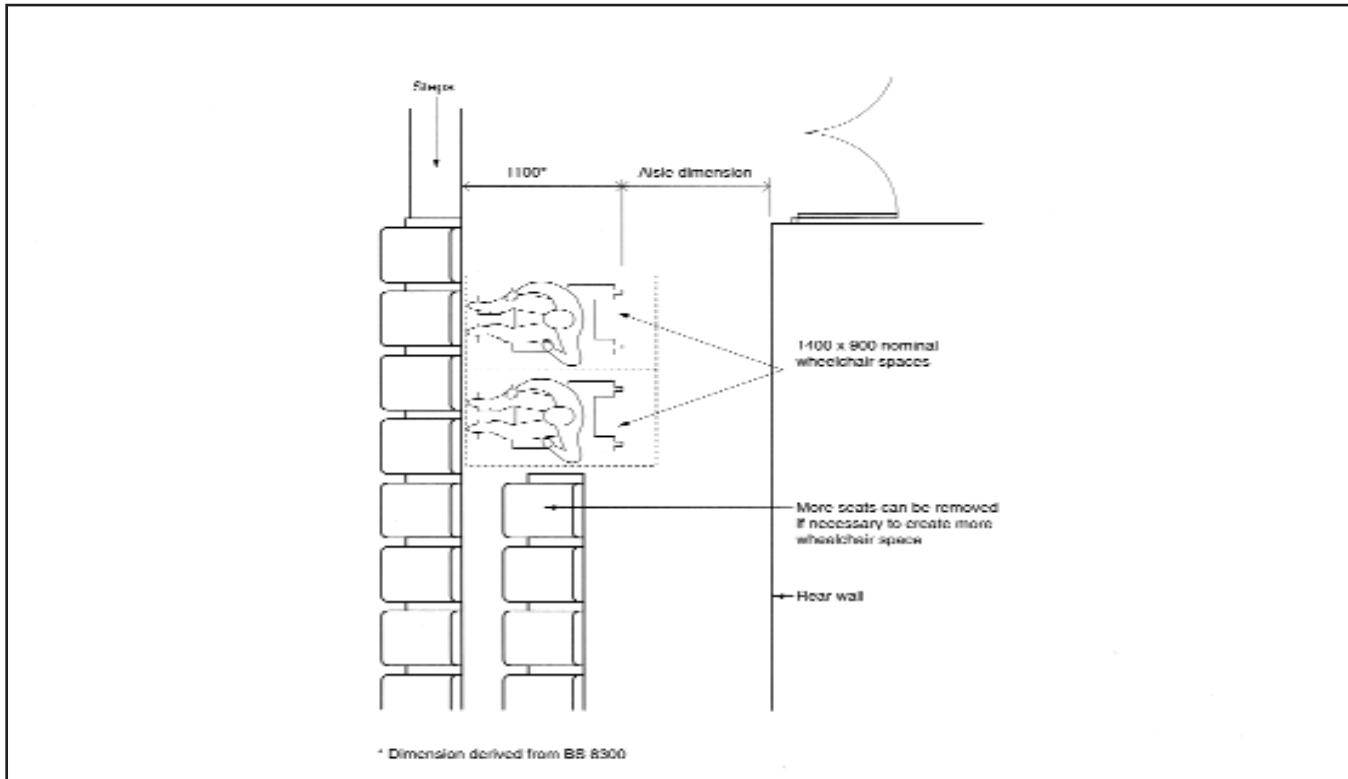 Steps
1100*
Aisle dimension
1400 x 900 nominal
wheelchair spaces
More seats can be removed
if necessary to create more
wheelchair space
Rear wall
* Dimension derived from BS 8300